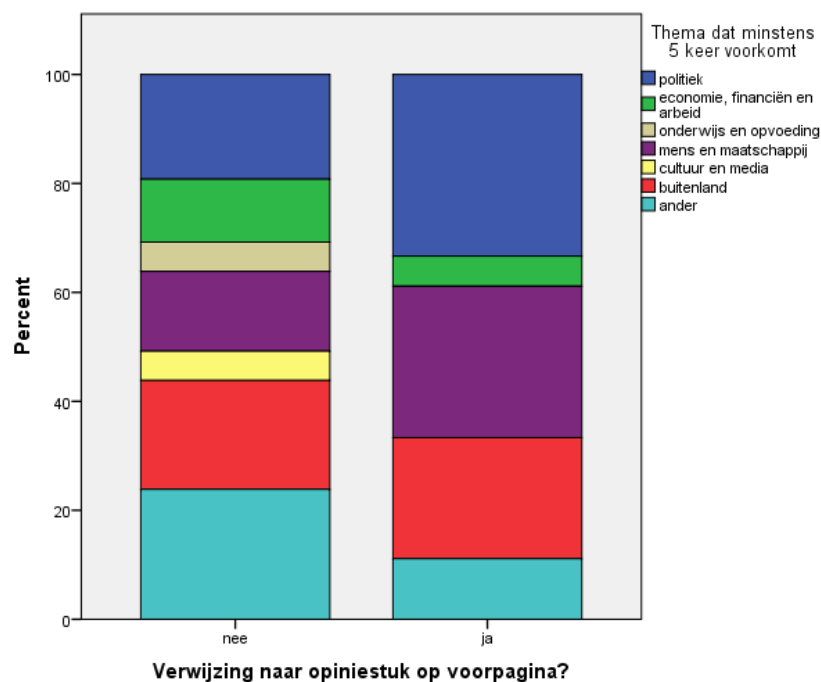 Thema dat minstens
5 keer voorkomt
politiek
economie, financiën en
arbeid
onderwijs en opvoeding
mens en maatschappij
cultuur en media
buitenland
ander
Percent
100
80
60
40
20
0
nee
ja
Verwijzing naar opiniestuk op voorpagina?